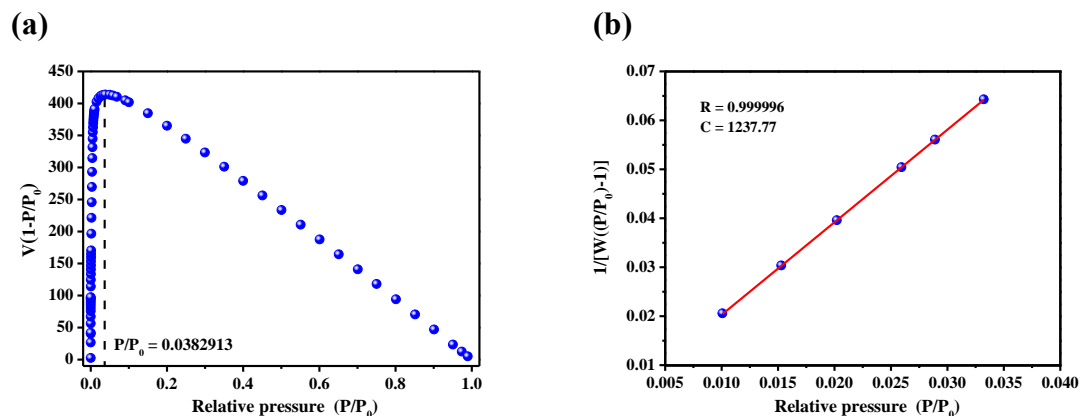 (a)
450
400
350
300
250
200
150
100
50
0
V(1-P/P₀)
P/P₀ = 0.0382913
0.0 0.2 0.4 0.6 0.8 1.0
Relative pressure (P/P₀)
(b)
0.07
0.06
0.05
0.04
0.03
0.02
0.01
1/[W((P/P₀)-1)]
R = 0.999996
C = 1237.77
0.005 0.010 0.015 0.020 0.025 0.030 0.035 0.040
Relative pressure (P/P₀)